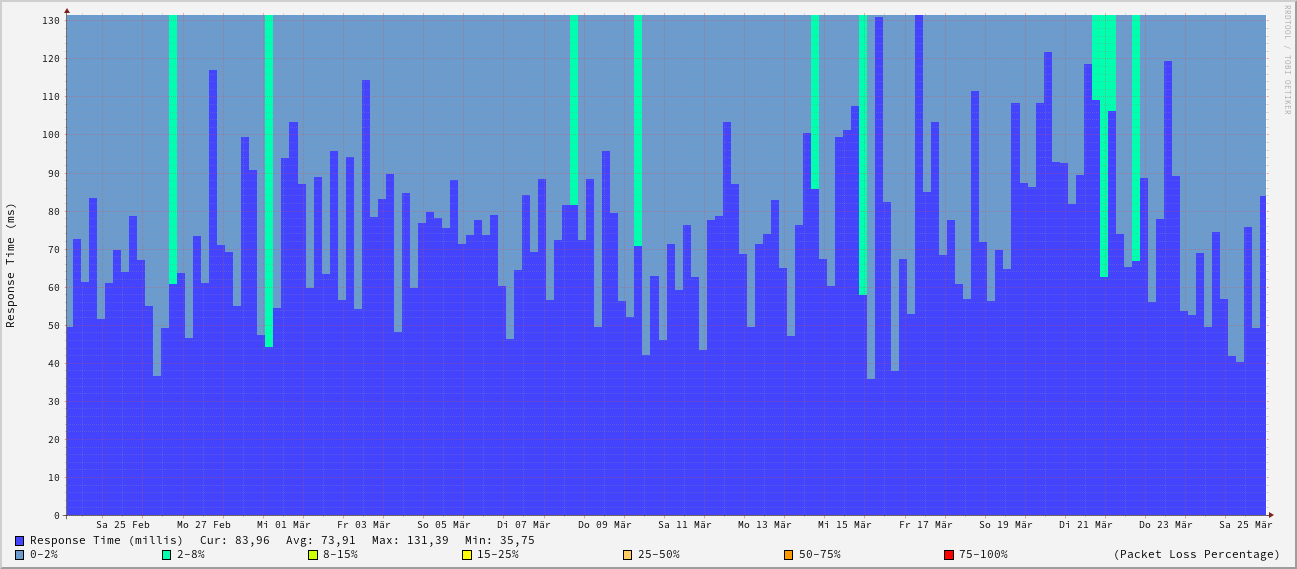 RRDTOOL / TOBI OETIKER
Response Time (ms)
130
120
110
100
90
80
70
60
50
40
30
20
10
0
Sa 25 Feb Mo 27 Feb Mi 01 Mär Fr 03 Mär So 05 Mär Di 07 Mär Do 09 Mär Sa 11 Mär Mo 13 Mär Mi 15 Mär Fr 17 Mär So 19 Mär Di 21 Mär Do 23 Mär Sa 25 Mär
Response Time (millis) Cur: 83,96 Avg: 73,91 Max: 131,39 Min: 35,75
0-2% 2-8% 8-15% 15-25% 25-50% 50-75% 75-100% (Packet Loss Percentage)